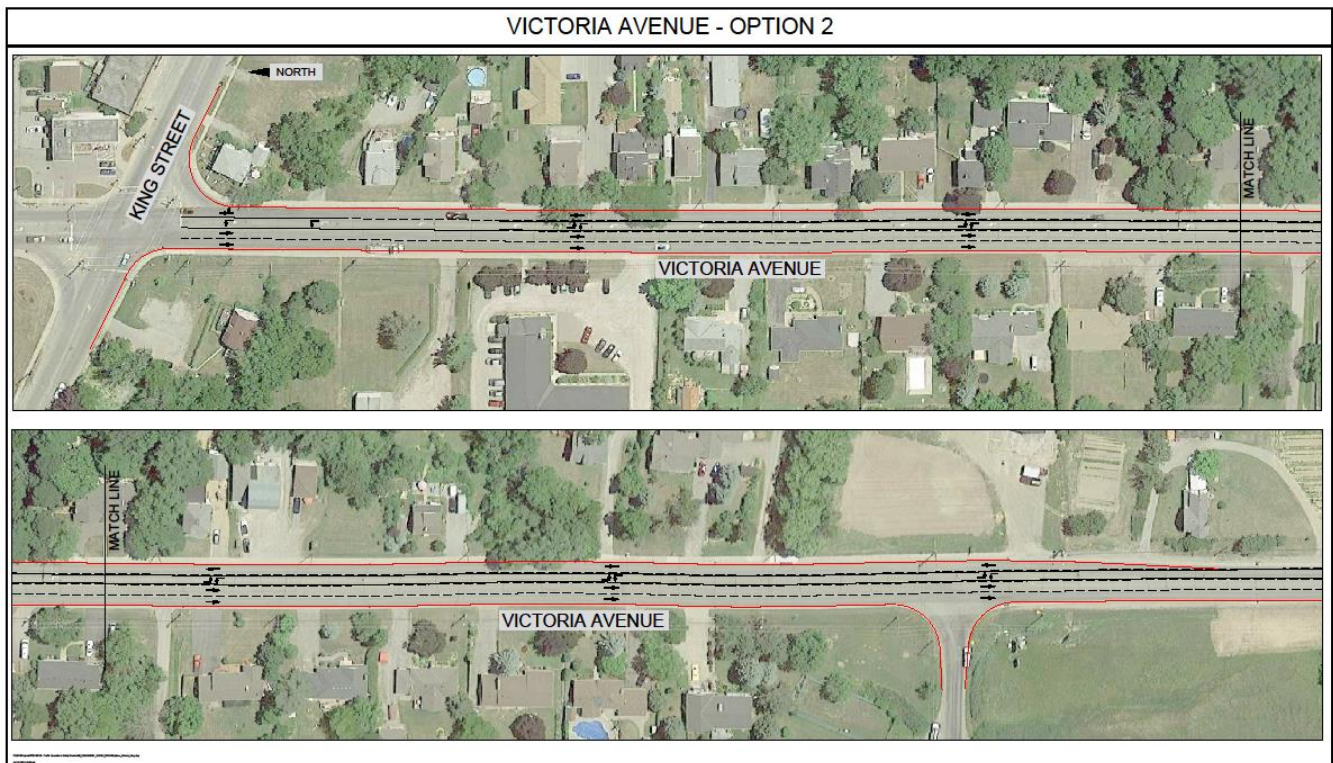 VICTORIA AVENUE - OPTION 2
NORTH
KING STREET
MATCH LINE
VICTORIA AVENUE
MATCH LINE
VICTORIA AVENUE